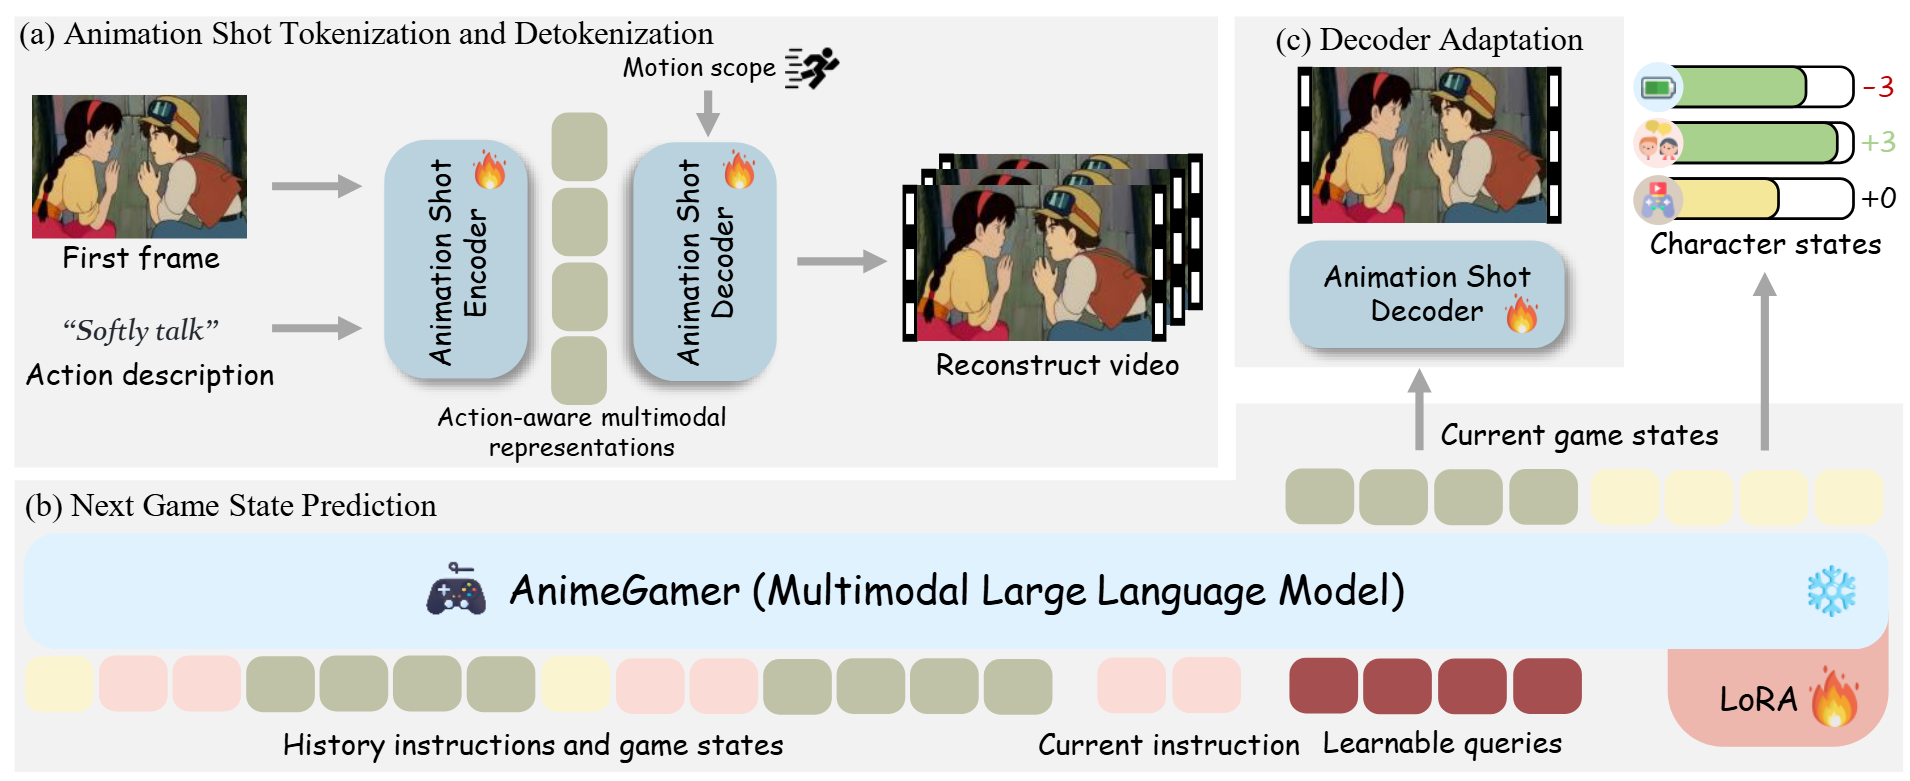 (a) Animation Shot Tokenization and Detokenization
Motion scope
First frame
“Softly talk”
Action description
Animation Shot
Encoder
Animation Shot
Decoder
Action-aware multimodal
representations
Reconstruct video
(c) Decoder Adaptation
Animation Shot
Decoder
-3
+3
+0
Character states
Current game states
(b) Next Game State Prediction
AnimeGamer (Multimodal Large Language Model)
LoRA
History instructions and game states
Current instruction
Learnable queries